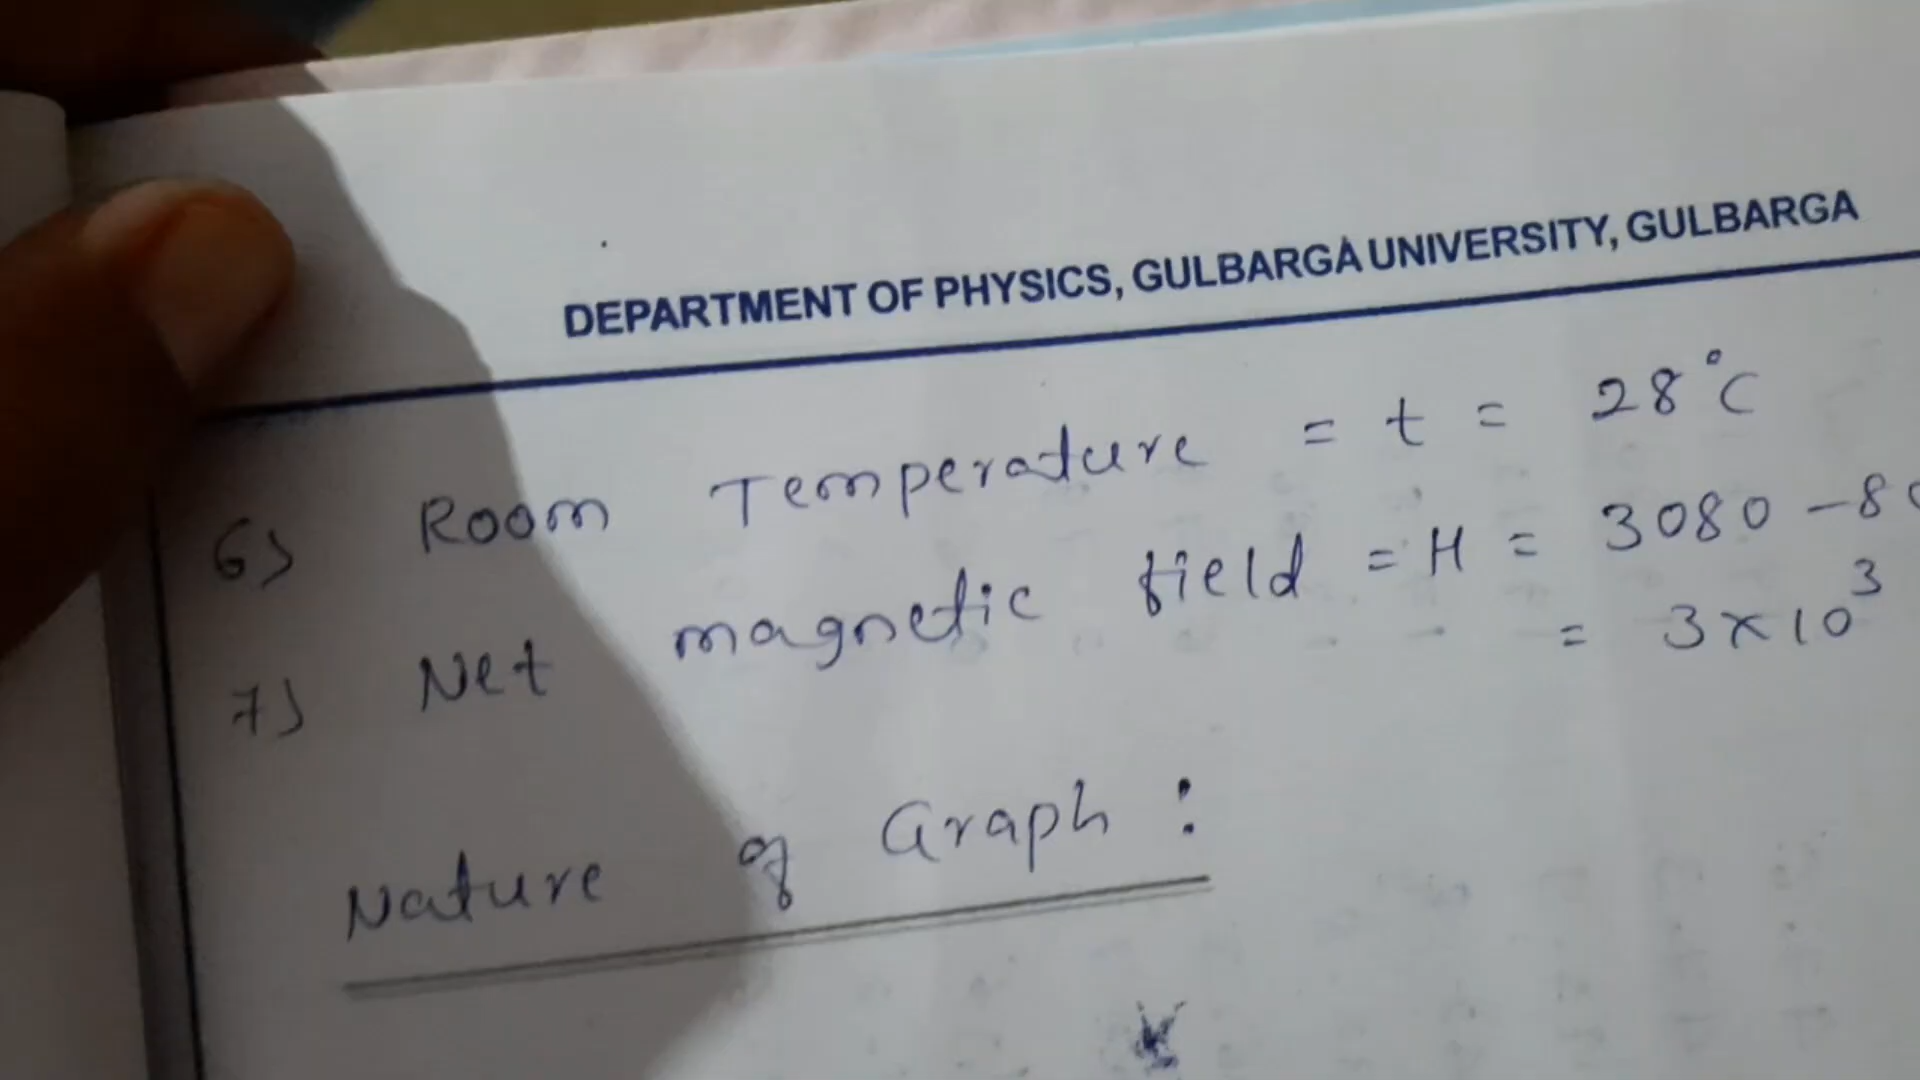 DEPARTMENT OF PHYSICS, GULBARGA UNIVERSITY, GULBARGA
6) Room Temperature = t = 28°C
7) Net magnetic field = H = 3080 - 80
= 3 x 10³
Nature of Graph :